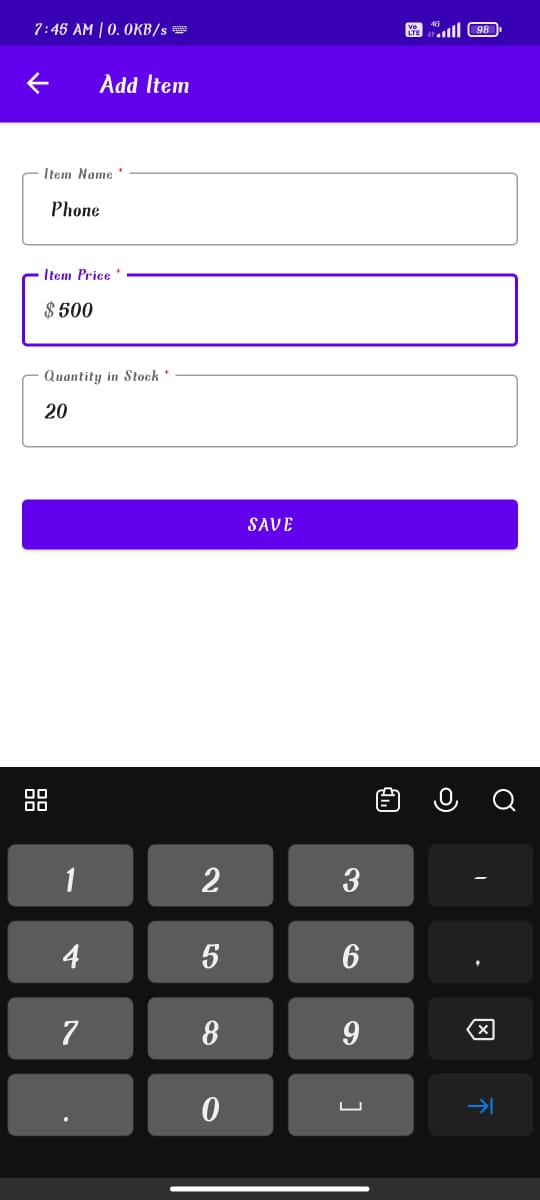 7:45 AM | 0.0KB/s
Vo LTE 4G 98
Add Item
Item Name *
Phone
Item Price *
$ 500
Quantity in Stock *
20
SAVE
1 2 3 -
4 5 6 ,
7 8 9
. 0